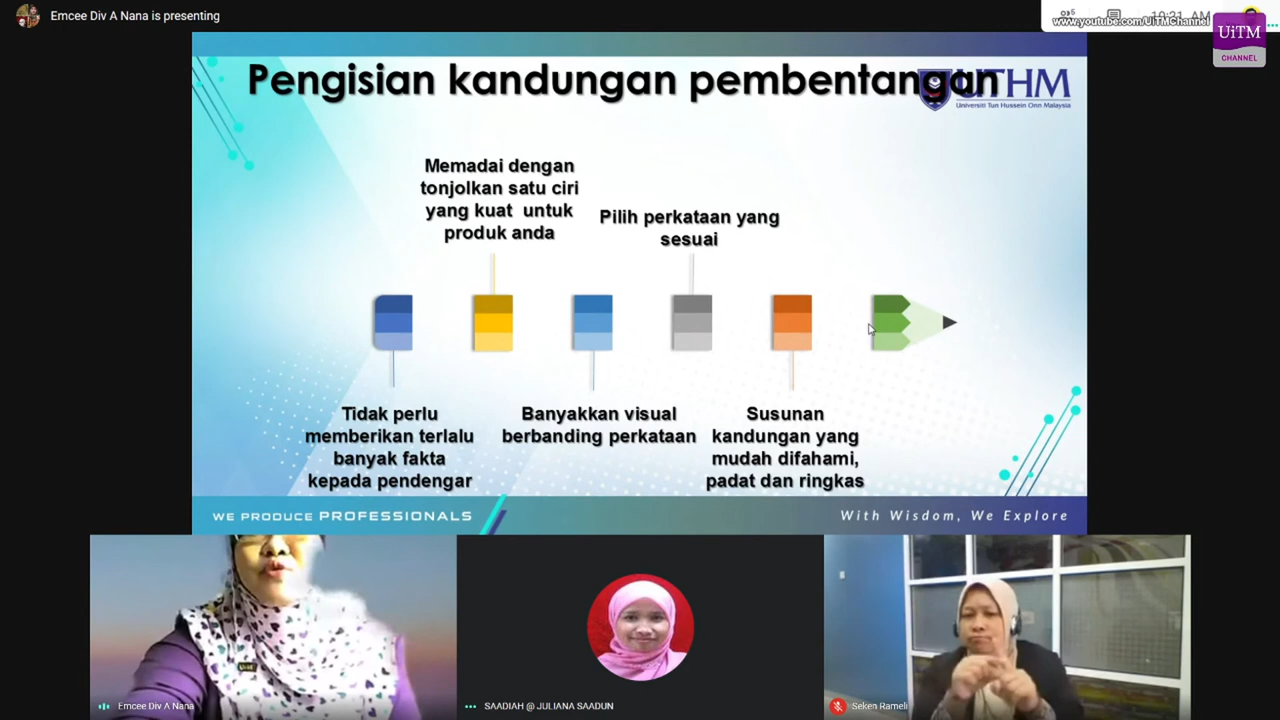 Emcee Div A Nana is presenting
www.youtube.com/UiTMChannel
UiTM
CHANNEL
Pengisian kandungan pembentangan
UTHM
Universiti Tun Hussein Onn Malaysia
Memadai dengan
tonjolkan satu ciri
yang kuat untuk
produk anda
Pilih perkataan yang
sesuai
Tidak perlu
memberikan terlalu
banyak fakta
kepada pendengar
Banyakkan visual
berbanding perkataan
Susunan
kandungan yang
mudah difahami,
padat dan ringkas
WE PRODUCE PROFESSIONALS
With Wisdom, We Explore
Emcee Div A Nana
SAADIAH @ JULIANA SAADUN
Seken Rameli